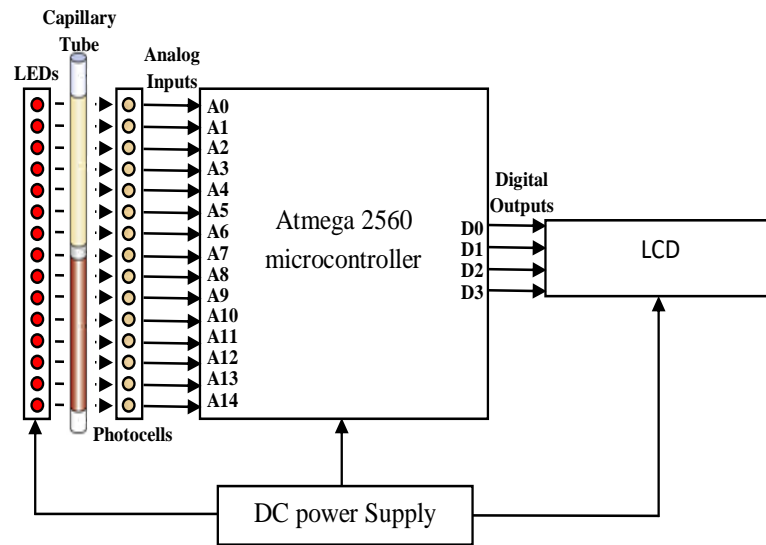 Capillary
Tube
LEDs
Analog
Inputs
A0
A1
A2
A3
A4
A5
A6
A7
A8
A9
A10
A11
A12
A13
A14
Photocells
Atmega 2560
microcontroller
Digital
Outputs
D0
D1
D2
D3
LCD
DC power Supply